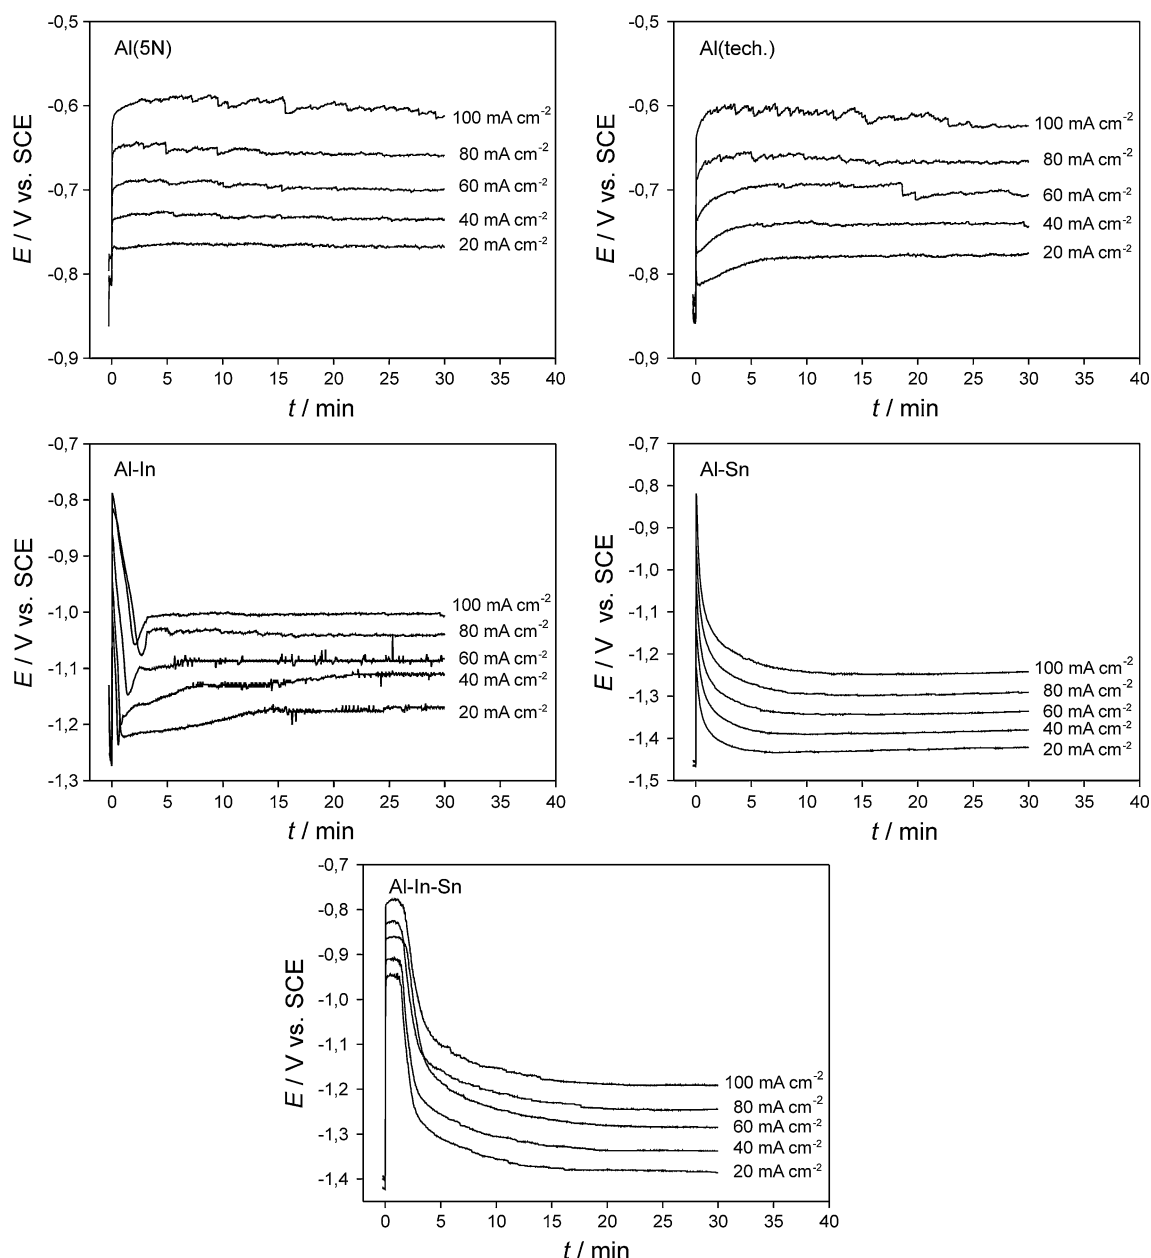 Al(5N)
-0,5
-0,6
-0,7
-0,8
-0,9
E / V vs. SCE
100 mA cm-2
80 mA cm-2
60 mA cm-2
40 mA cm-2
20 mA cm-2
0 5 10 15 20 25 30 35 40
t / min
Al(tech.)
-0,5
-0,6
-0,7
-0,8
-0,9
E / V vs. SCE
100 mA cm-2
80 mA cm-2
60 mA cm-2
40 mA cm-2
20 mA cm-2
0 5 10 15 20 25 30 35 40
t / min
Al-In
-0,7
-0,8
-0,9
-1,0
-1,1
-1,2
-1,3
E / V vs. SCE
100 mA cm-2
80 mA cm-2
60 mA cm-2
40 mA cm-2
20 mA cm-2
0 5 10 15 20 25 30 35 40
t / min
Al-Sn
-0,7
-0,8
-0,9
-1,0
-1,1
-1,2
-1,3
-1,4
-1,5
E / V vs. SCE
100 mA cm-2
80 mA cm-2
60 mA cm-2
40 mA cm-2
20 mA cm-2
0 5 10 15 20 25 30 35 40
t / min
Al-In-Sn
-0,7
-0,8
-0,9
-1,0
-1,1
-1,2
-1,3
-1,4
E / V vs. SCE
100 mA cm-2
80 mA cm-2
60 mA cm-2
40 mA cm-2
20 mA cm-2
0 5 10 15 20 25 30 35 40
t / min